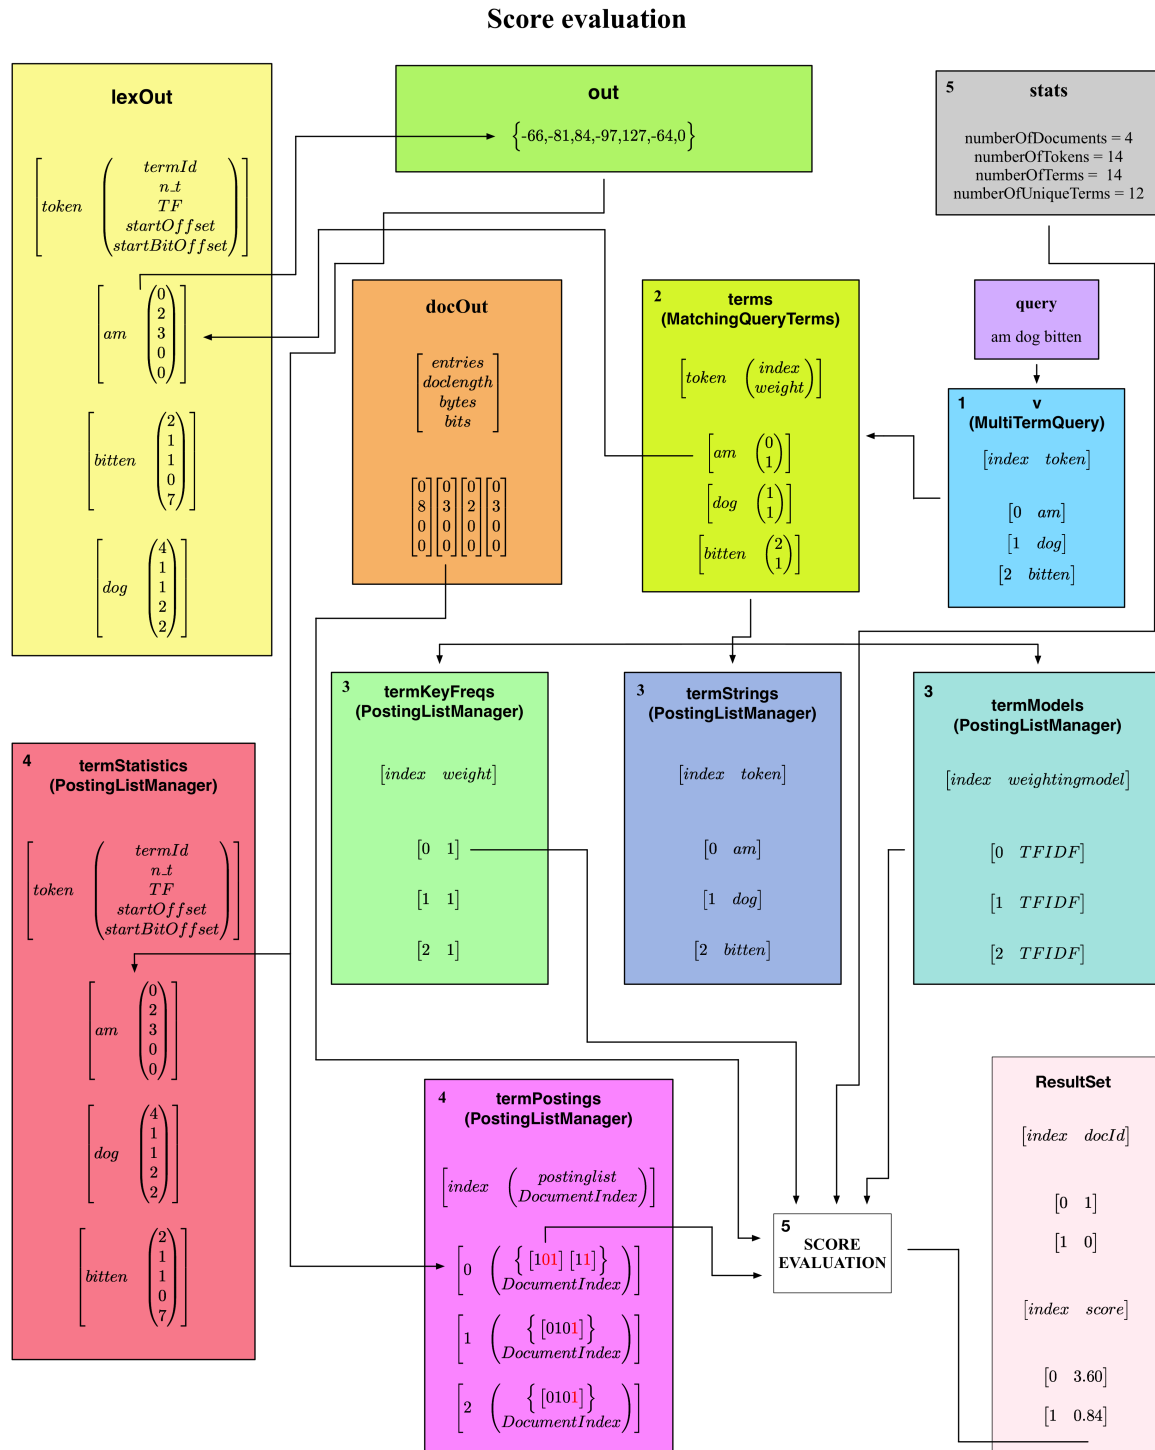 Score evaluation
lexOut
token
termId
n_t
TF
startOffset
startBitOffset
am
0
2
3
0
0
bitten
2
1
1
0
7
dog
4
1
1
2
2
out
{-66,-81,84,-97,127,-64,0}
5
stats
numberOfDocuments = 4
numberOfTokens = 14
numberOfTerms = 14
numberOfUniqueTerms = 12
docOut
entries
doclength
bytes
bits
0 0 0 0
8 3 2 3
0 0 0 0
0 0 0 0
2
terms
(MatchingQueryTerms)
token
index
weight
am
0
1
dog
1
1
bitten
2
1
query
am dog bitten
1
v
(MultiTermQuery)
[index token]
[0 am]
[1 dog]
[2 bitten]
3
termKeyFreqs
(PostingListManager)
[index weight]
[0 1]
[1 1]
[2 1]
3
termStrings
(PostingListManager)
[index token]
[0 am]
[1 dog]
[2 bitten]
3
termModels
(PostingListManager)
[index weightingmodel]
[0 TFIDF]
[1 TFIDF]
[2 TFIDF]
4
termStatistics
(PostingListManager)
token
termId
n_t
TF
startOffset
startBitOffset
am
0
2
3
0
0
dog
4
1
1
2
2
bitten
2
1
1
0
7
4
termPostings
(PostingListManager)
index
postinglist
DocumentIndex
0
{ [101] [11] }
DocumentIndex
1
{ [0101] }
DocumentIndex
2
{ [0101] }
DocumentIndex
5
SCORE
EVALUATION
ResultSet
[index docId]
[0 1]
[1 0]
[index score]
[0 3.60]
[1 0.84]